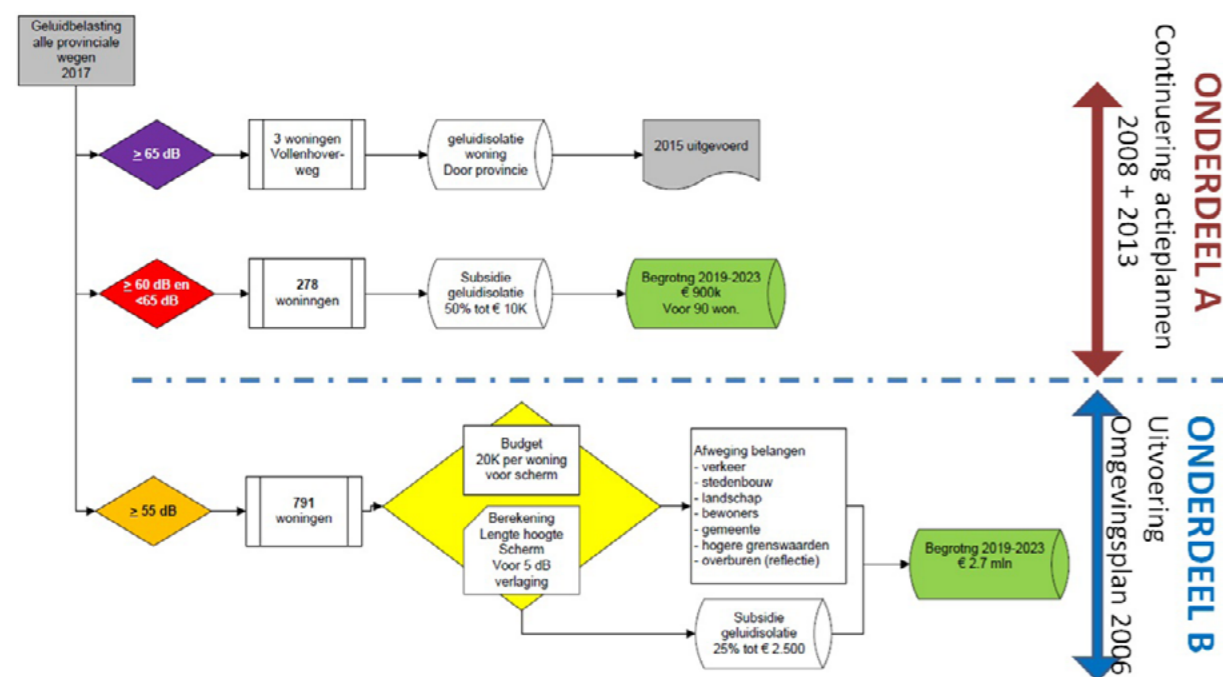 Geluidbelasting
alle provinciale
wegen
2017
≥ 65 dB
3 woningen
Vollenhover-
weg
geluidisolatie
woning
Door provincie
2015 uitgevoerd
≥ 60 dB en
<65 dB
278
woninngen
Subsidie
geluidisolatie
50% tot € 10K
Begrotng 2019-2023
€ 900k
Voor 90 won.
ONDERDEEL A
Continuering actieplannen
2008 + 2013
≥ 55 dB
791
woningen
Budget
20K per woning
voor scherm
Berekening
Lengte hoogte
Scherm
Voor 5 dB
verlaging
Afweging belangen
- verkeer
- stedenbouw
- landschap
- bewoners
- gemeente
- hogere grenswaarden
- overburen (reflectie)
Subsidie
geluidisolatie
25% tot € 2.500
Begrotng 2019-2023
€ 2.7 mln
ONDERDEEL B
Uitvoering
Omgevingsplan 2006